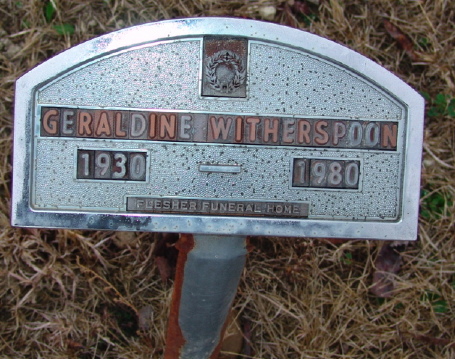 GERALDINE WITHERSPOON
1930 — 1980
FLESHER FUNERAL HOME